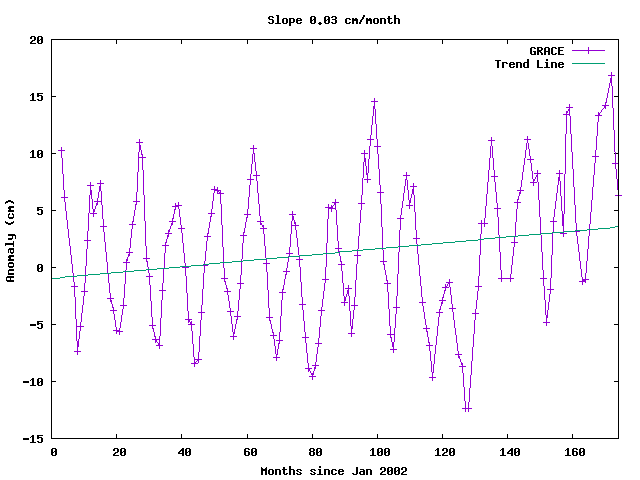 Slope 0.03 cm/month
GRACE
Trend Line
Anomaly (cm)
20
15
10
5
0
-5
-10
-15
0 20 40 60 80 100 120 140 160
Months since Jan 2002